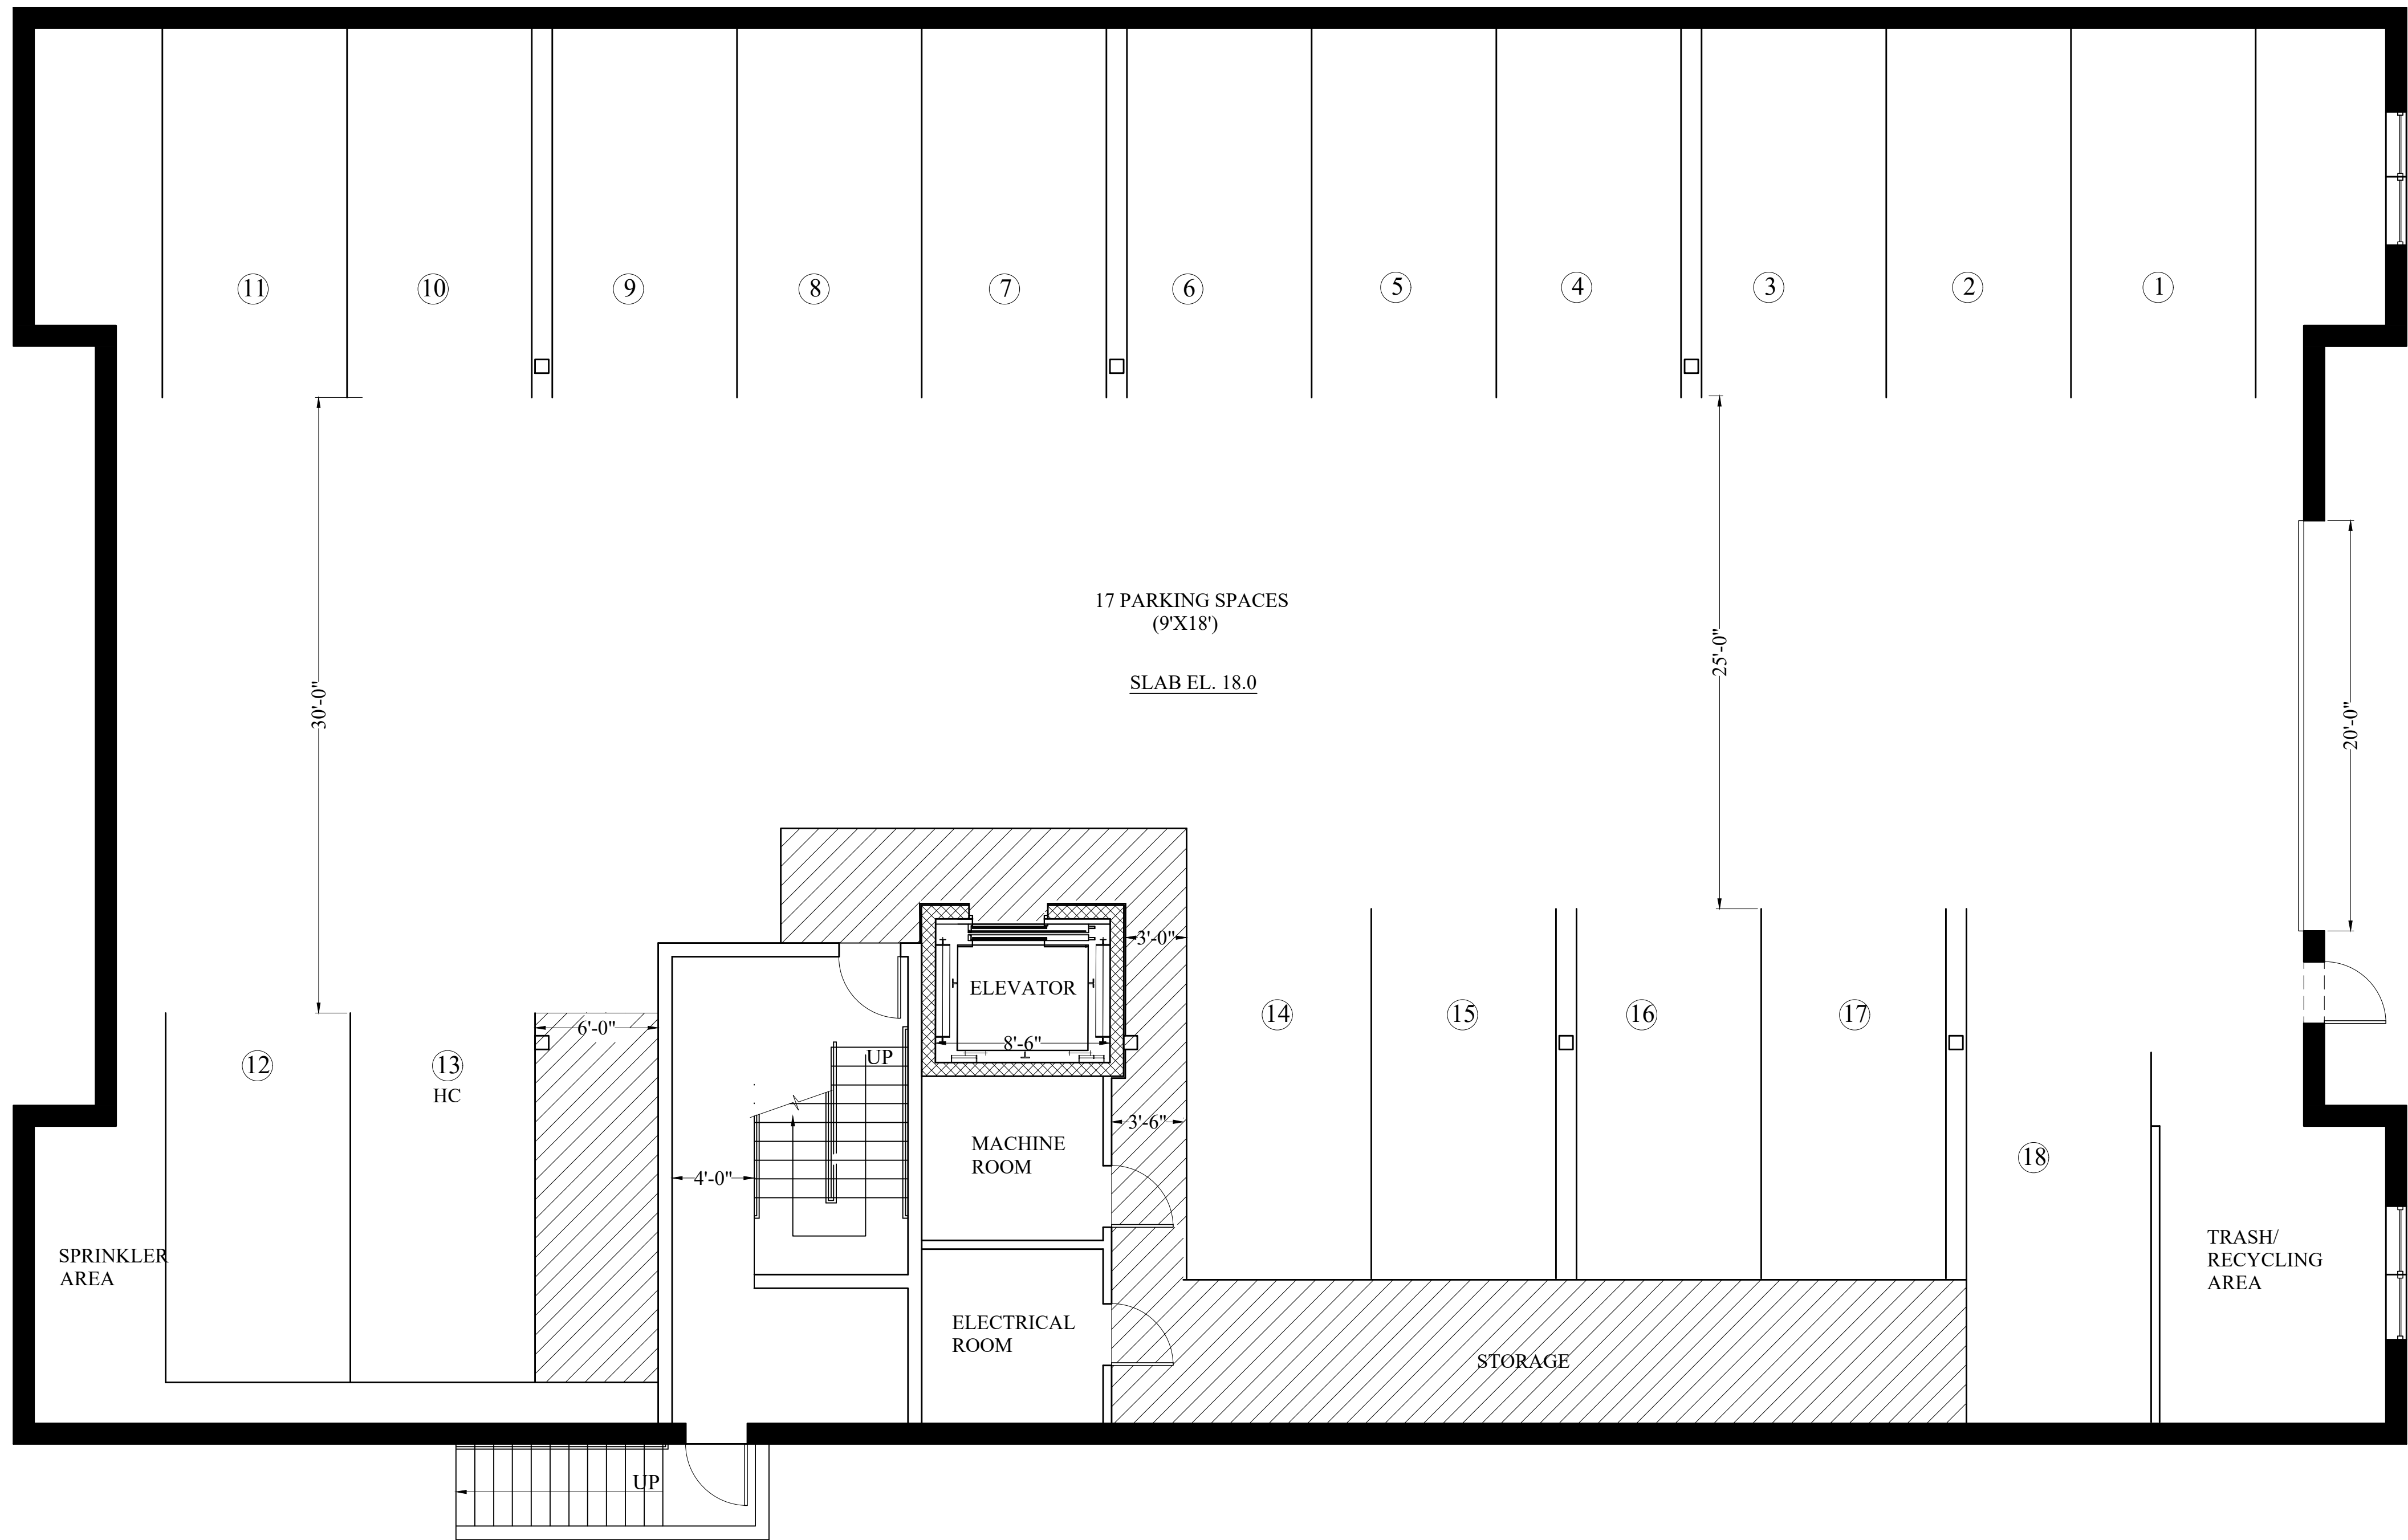 11
10
9
8
7
6
5
4
3
2
1
17 PARKING SPACES
(9'X18')
SLAB EL. 18.0
30'-0"
25'-0"
20'-0"
3'-0"
ELEVATOR
8'-6"
6'-0"
UP
12
13
HC
14
15
16
17
18
3'-6"
MACHINE
ROOM
4'-0"
SPRINKLER
AREA
TRASH/
RECYCLING
AREA
ELECTRICAL
ROOM
STORAGE
UP